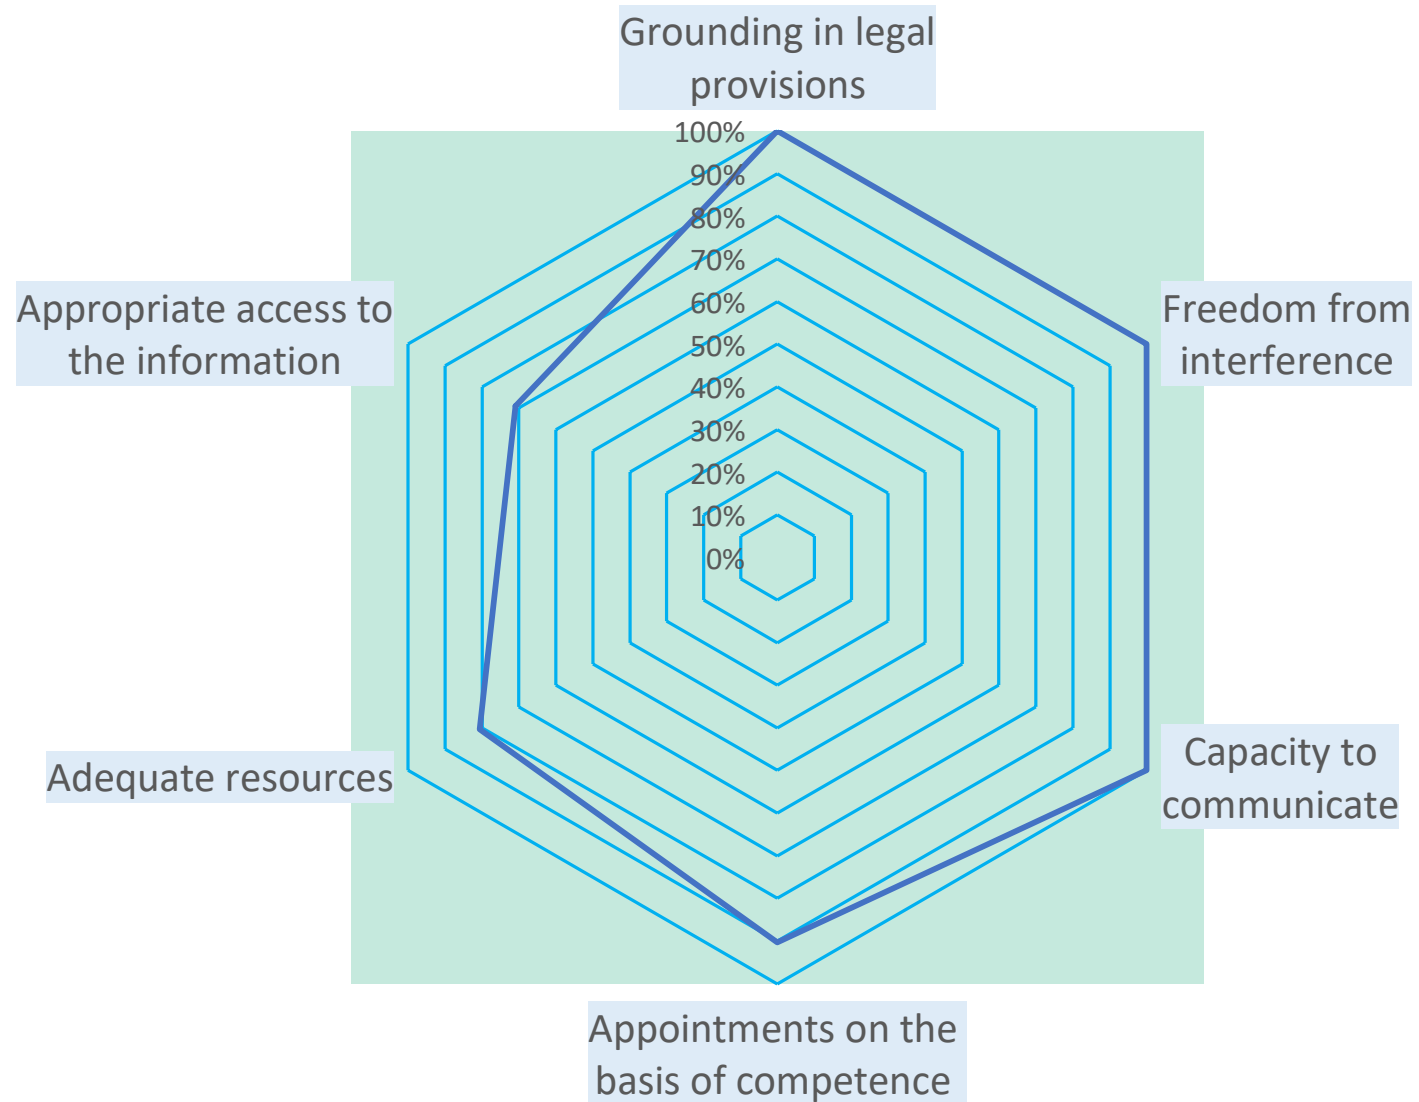 Grounding in legal
provisions
100%
90%
80%
70%
60%
50%
40%
30%
20%
10%
0%
Freedom from
interference
Capacity to
communicate
Appointments on the
basis of competence
Adequate resources
Appropriate access to
the information